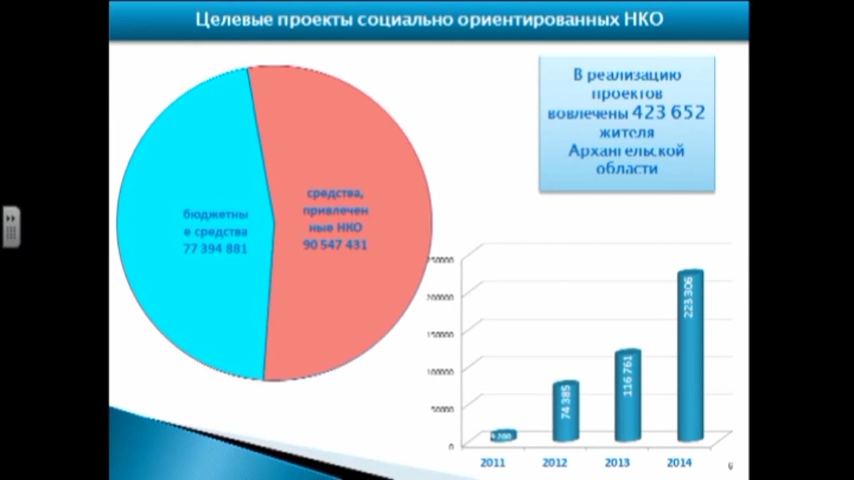 Целевые проекты социально ориентированных НКО
В реализацию
проектов
вовлечены 423 652
жителя
Архангельской
области
средства,
привлечен
ные НКО
90 547 431
бюджетны
е средства
77 394 881
250000
200000
150000
100000
50000
0
9 200
74 385
116 761
223 306
2011
2012
2013
2014